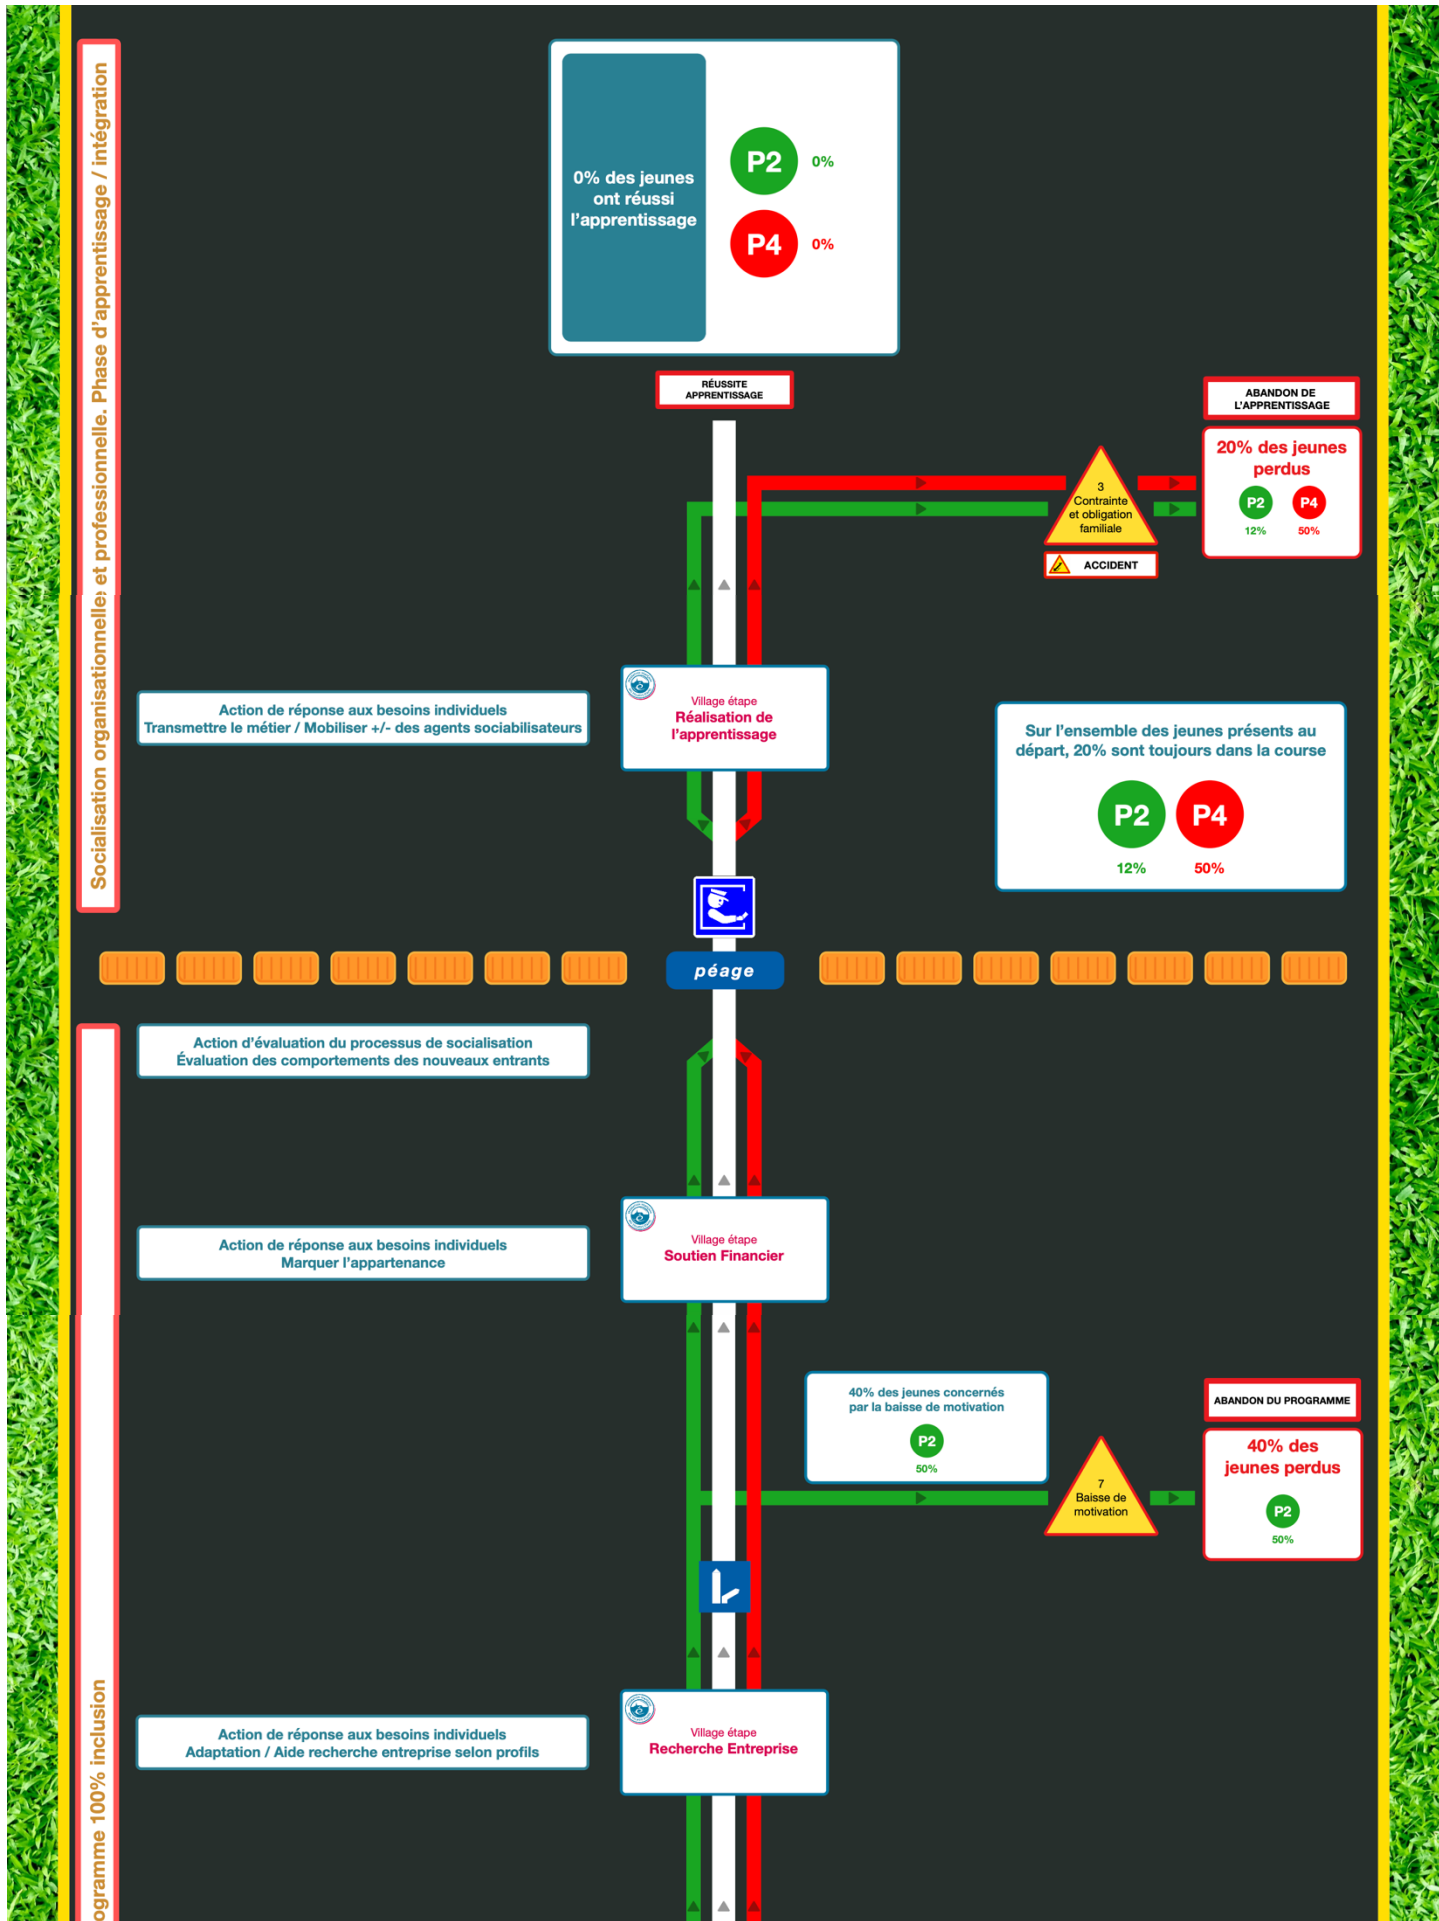 Socialisation organisationnelle et professionnelle. Phase d'apprentissage / intégration
0% des jeunes
ont réussi
l'apprentissage
P2
0%
P4
0%
RÉUSSITE
APPRENTISSAGE
ABANDON DE
L'APPRENTISSAGE
20% des jeunes
perdus
P2
P4
12%
50%
3
Contrainte
et obligation
familiale
ACCIDENT
Village étape
Réalisation de
l'apprentissage
Action de réponse aux besoins individuels
Transmettre le métier / Mobiliser +/- des agents sociabilisateurs
Sur l'ensemble des jeunes présents au
départ, 20% sont toujours dans la course
P2
P4
12%
50%
péage
Action d'évaluation du processus de socialisation
Évaluation des comportements des nouveaux entrants
Action de réponse aux besoins individuels
Marquer l'appartenance
Village étape
Soutien Financier
40% des jeunes concernés
par la baisse de motivation
P2
50%
ABANDON DU PROGRAMME
40% des
jeunes perdus
P2
50%
7
Baisse de
motivation
Action de réponse aux besoins individuels
Adaptation / Aide recherche entreprise selon profils
Village étape
Recherche Entreprise
ogramme 100% inclusion